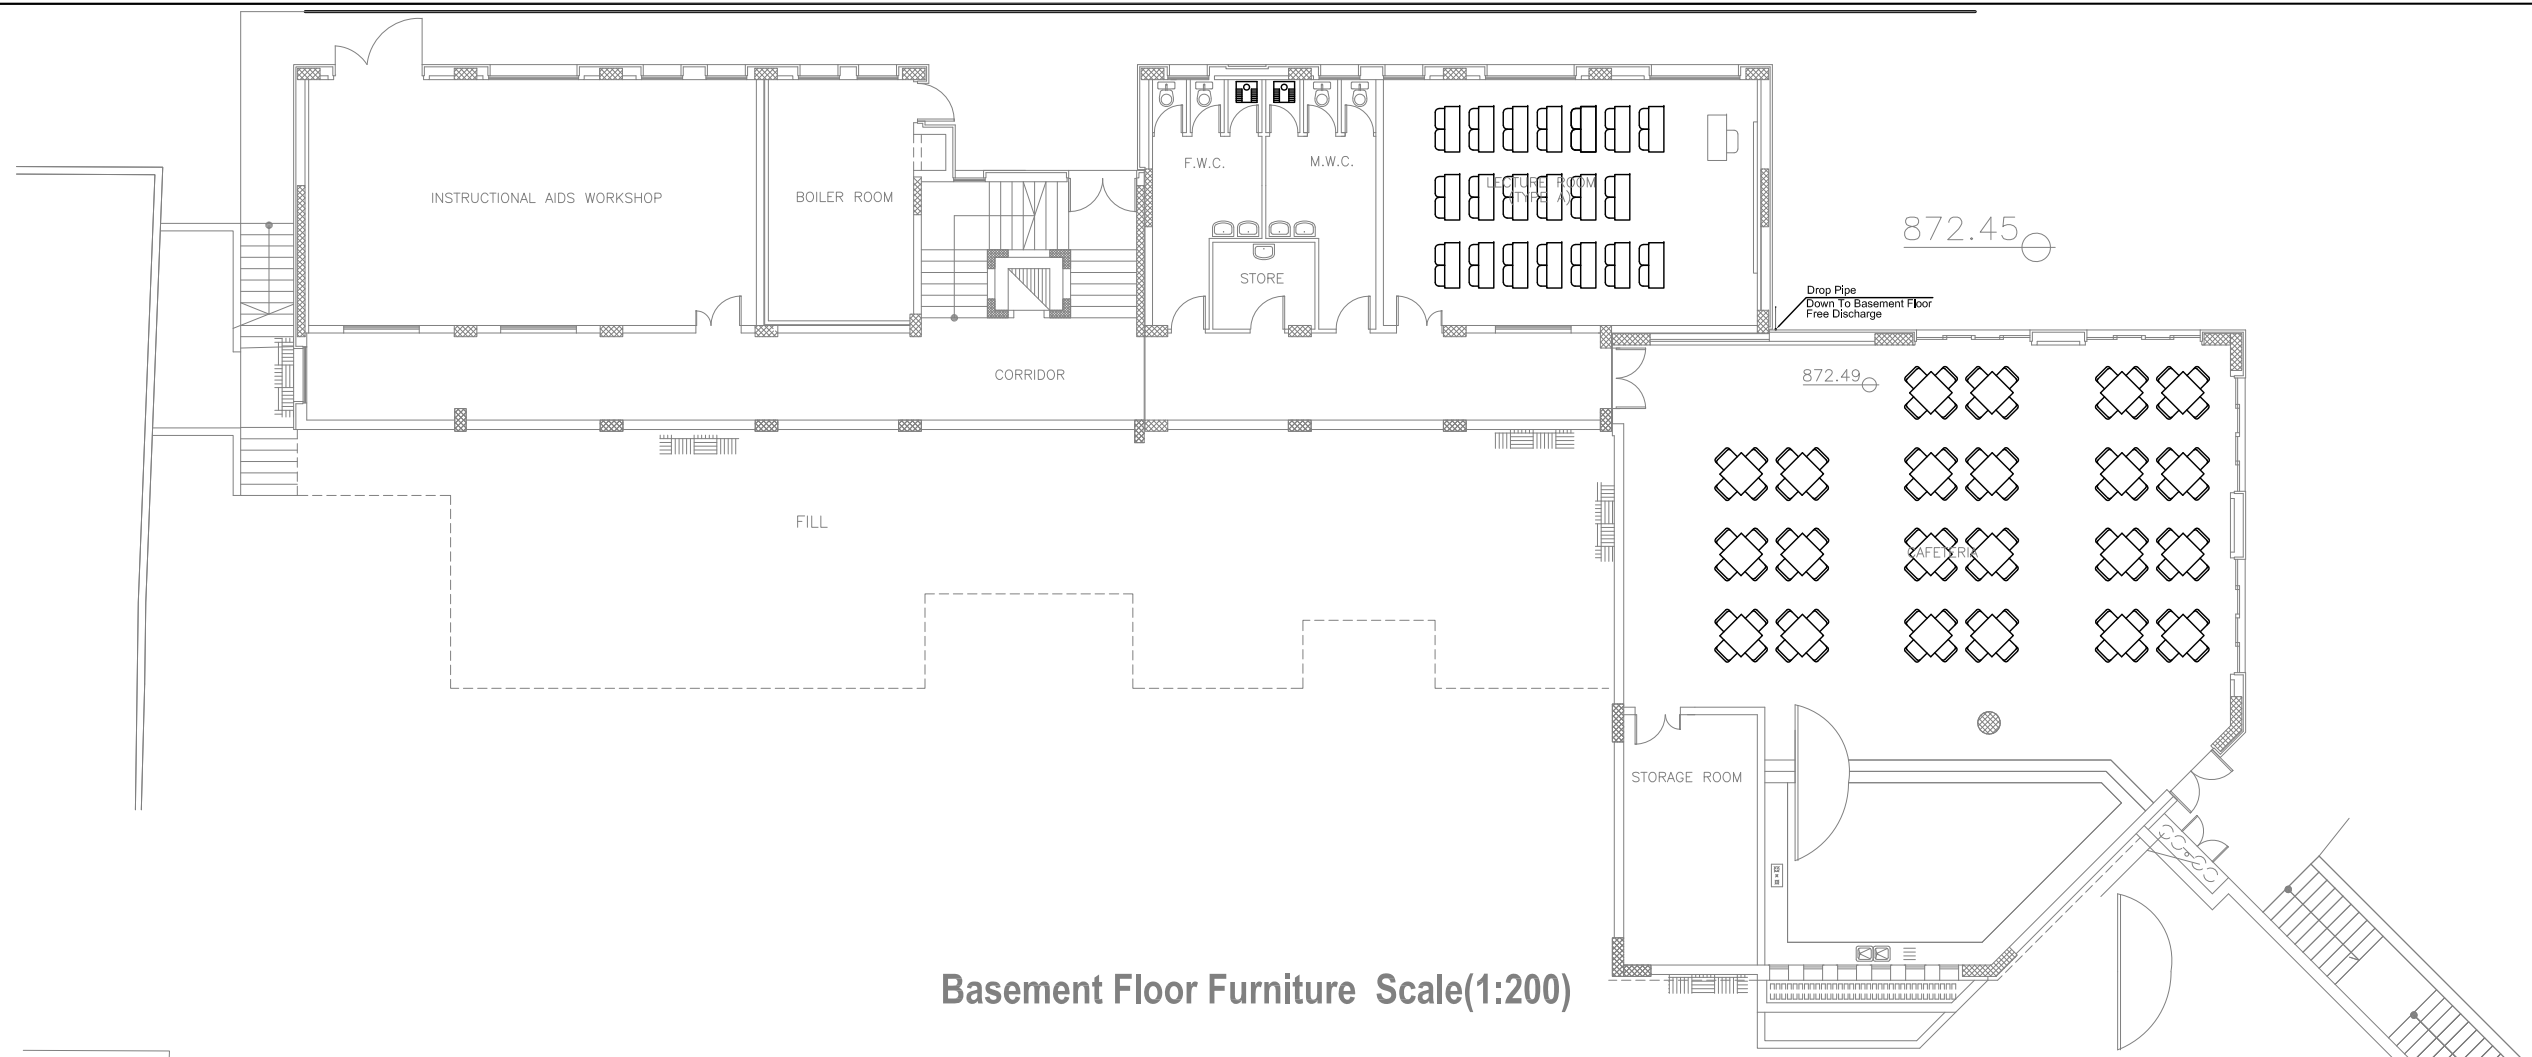 F.W.C.
M.W.C.
INSTRUCTIONAL AIDS WORKSHOP
BOILER ROOM
LECTURE ROOM
(TYPE A)
872.45
STORE
Drop Pipe
Down To Basement Floor
Free Discharge
CORRIDOR
872.49
FILL
CAFETERIA
STORAGE ROOM
Basement Floor Furniture Scale(1:200)